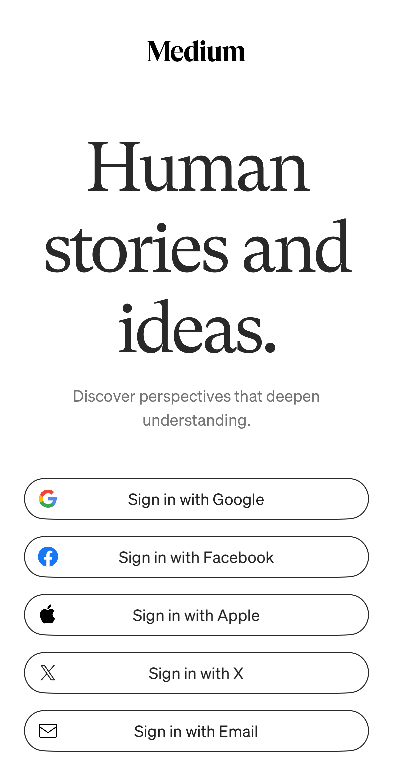 Medium
Human
stories and
ideas.
Discover perspectives that deepen
understanding.
Sign in with Google
Sign in with Facebook
Sign in with Apple
Sign in with X
Sign in with Email